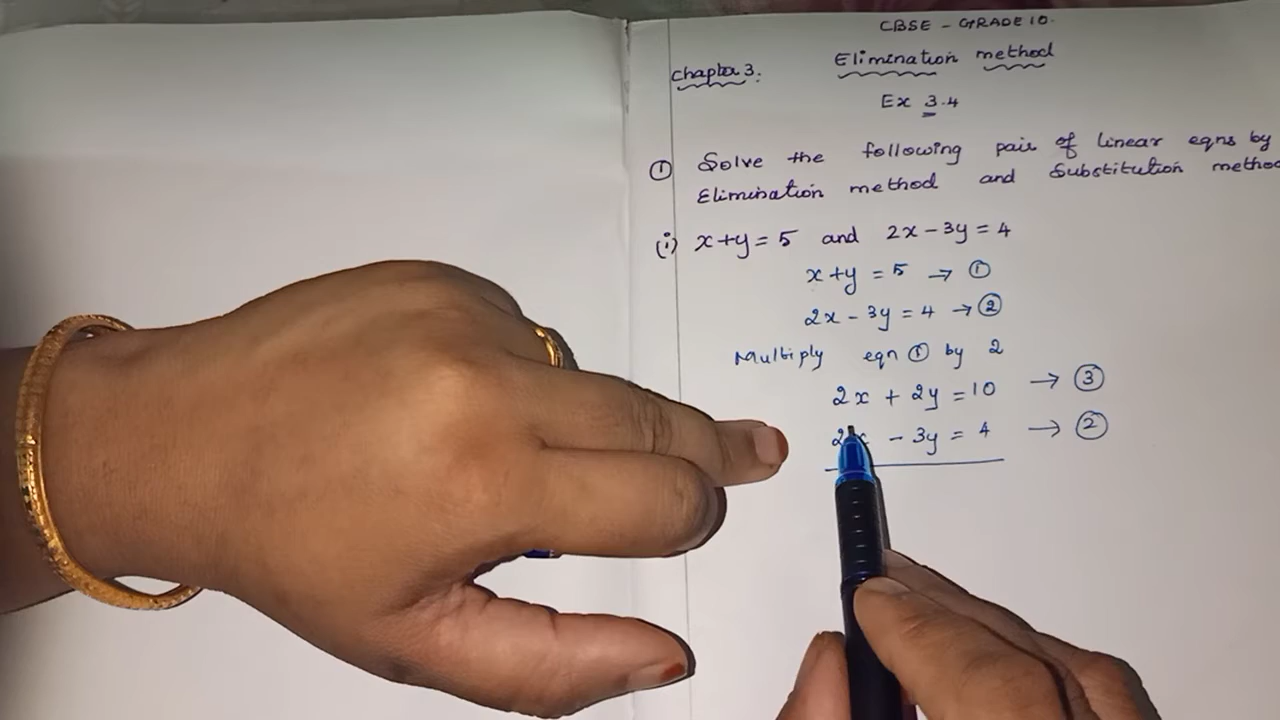 CBSE - GRADE 10.
Chapter 3. Elimination method
Ex 3.4
① Solve the following pair of linear eqns by
Elimination method and Substitution method
(i) x+y = 5 and 2x - 3y = 4
x+y = 5 → ①
2x - 3y = 4 → ②
Multiply eqn ① by 2
2x + 2y = 10 → ③
2x - 3y = 4 → ②